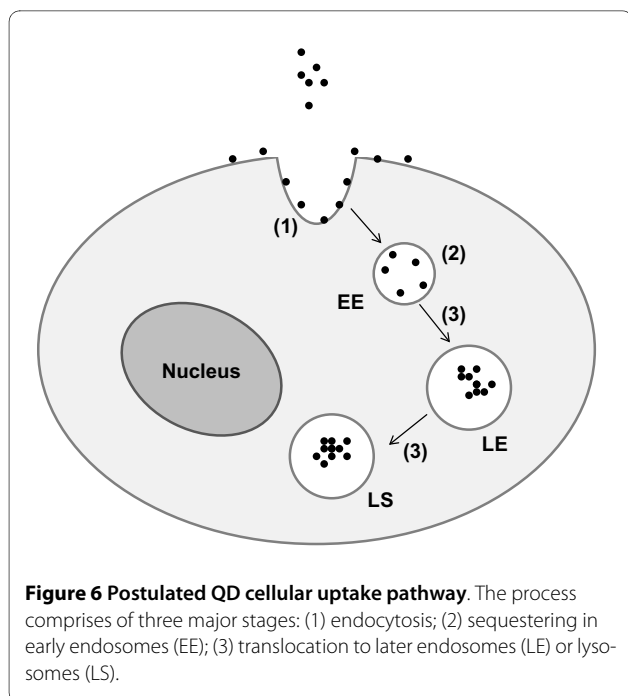 (1)
(2)
EE
(3)
Nucleus
LE
(3)
LS
Figure 6 Postulated QD cellular uptake pathway. The process
comprises of three major stages: (1) endocytosis; (2) sequestering in
early endosomes (EE); (3) translocation to later endosomes (LE) or lyso-
somes (LS).